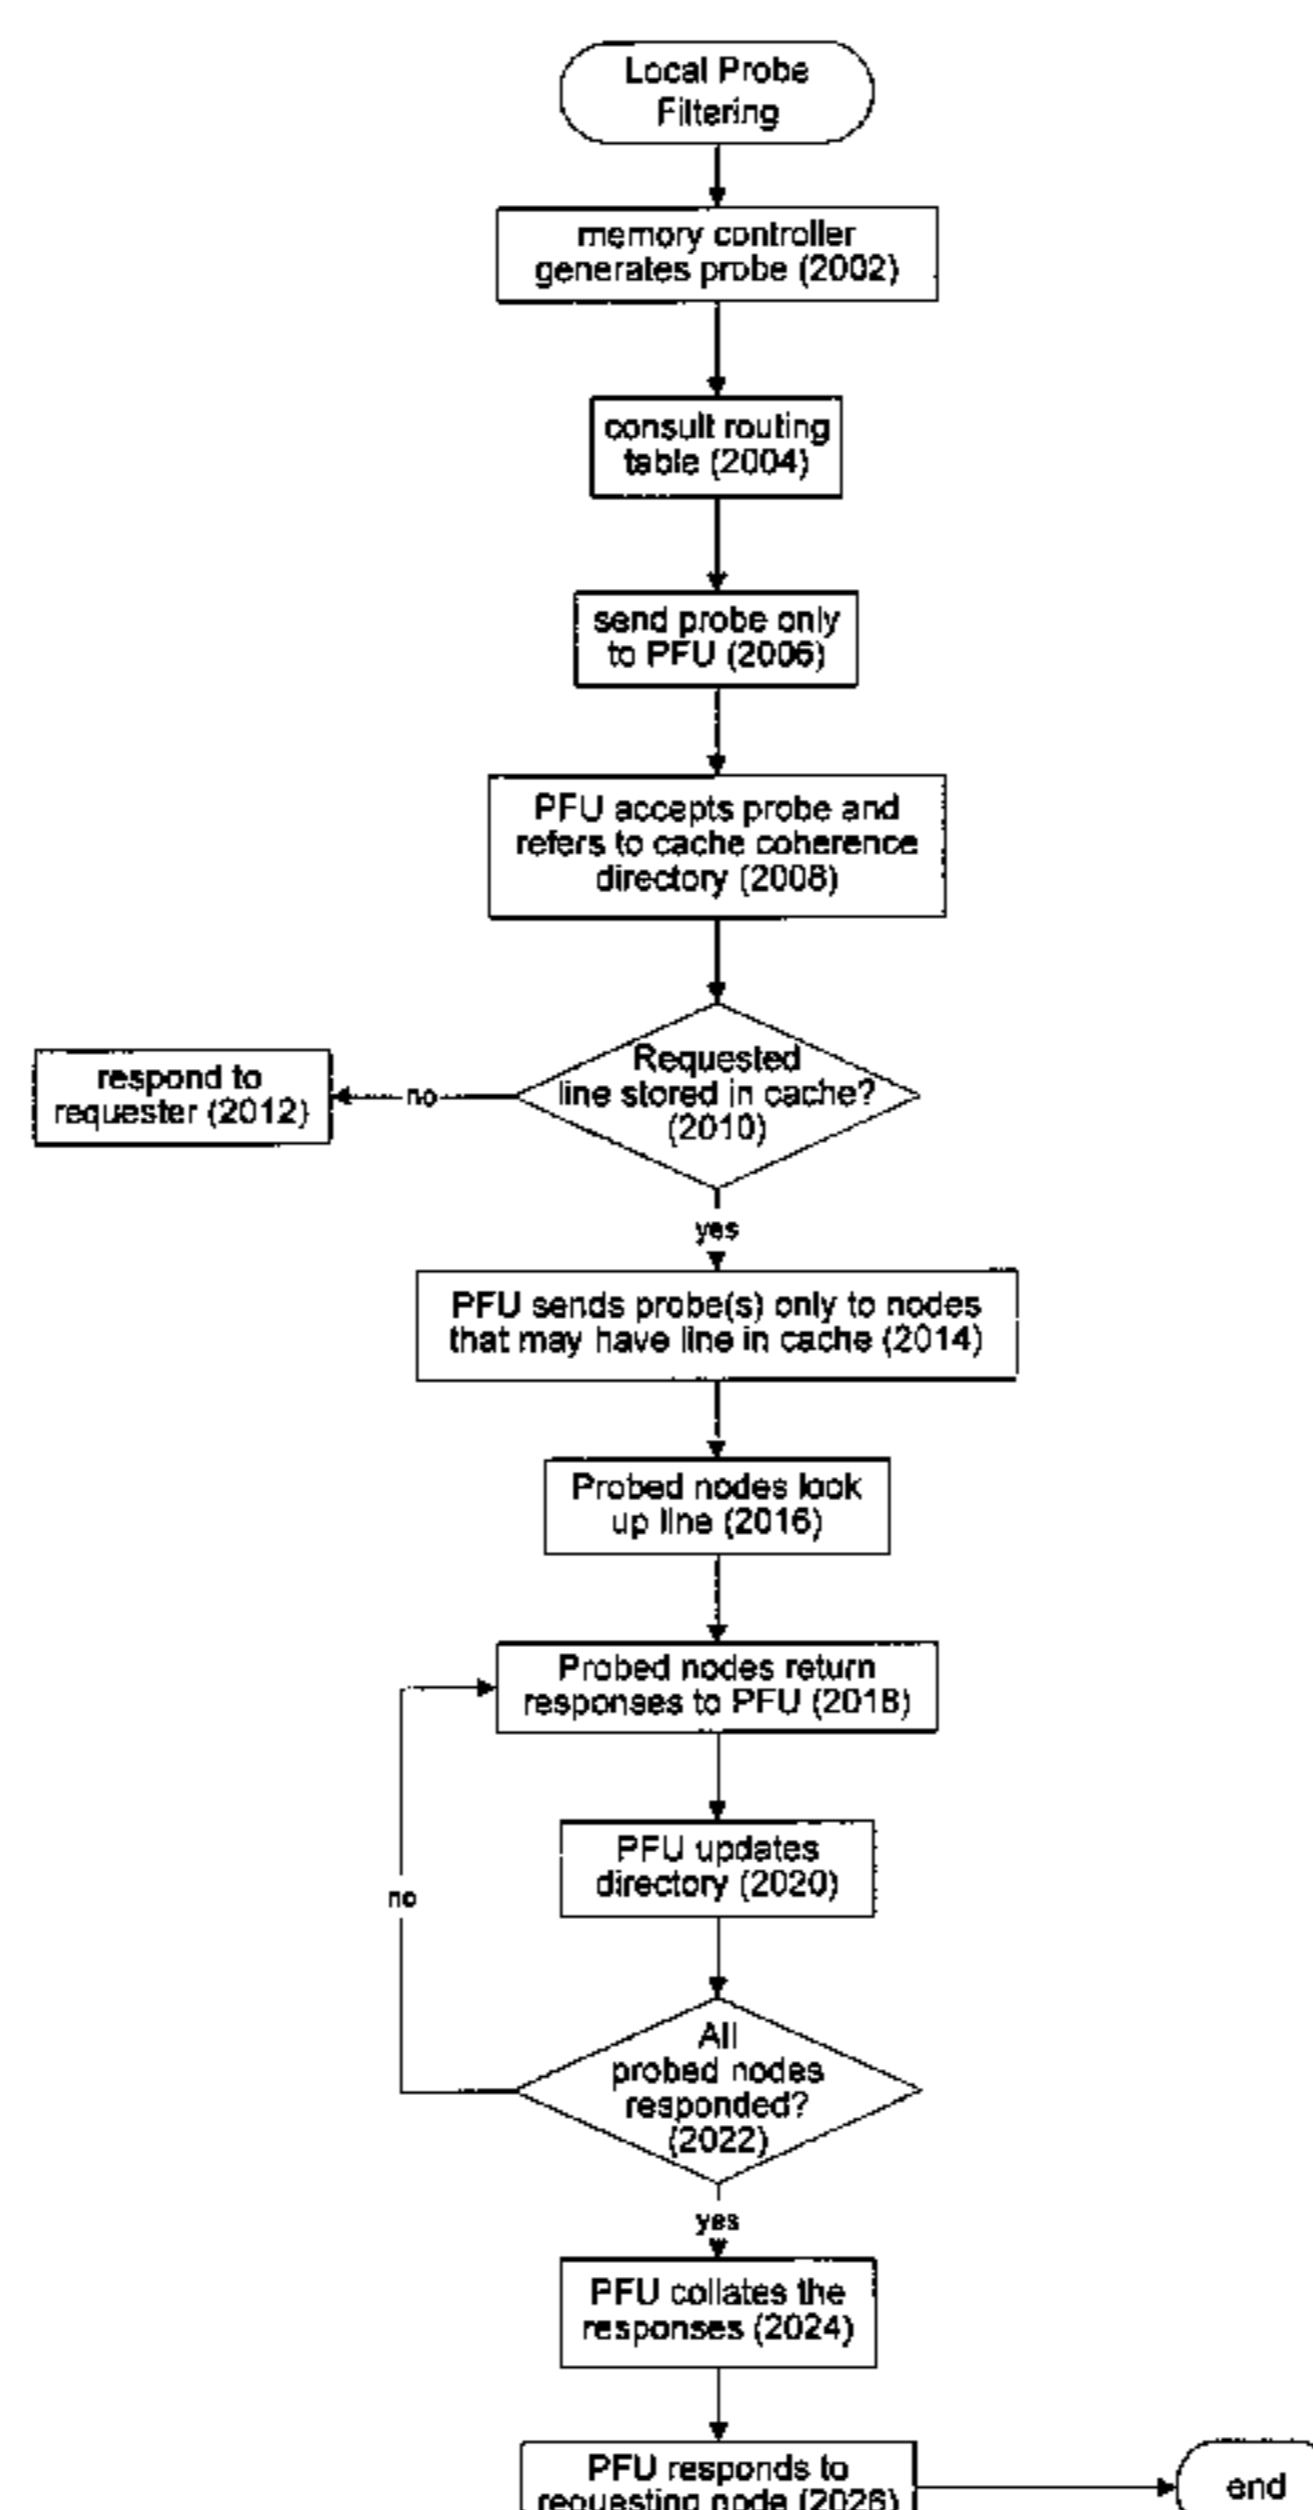 Local Probe
Filtering
memory controller
generates probe (2002)
consult routing
table (2004)
send probe only
to PFU (2006)
PFU accepts probe and
refers to cache coherence
directory (2008)
Requested
line stored in cache?
(2010)
no
respond to
requester (2012)
yes
PFU sends probe(s) only to nodes
that may have line in cache (2014)
Probed nodes look
up line (2016)
Probed nodes return
responses to PFU (2018)
PFU updates
directory (2020)
no
All
probed nodes
responded?
(2022)
yes
PFU collates the
responses (2024)
PFU responds to
requesting node (2026)
end